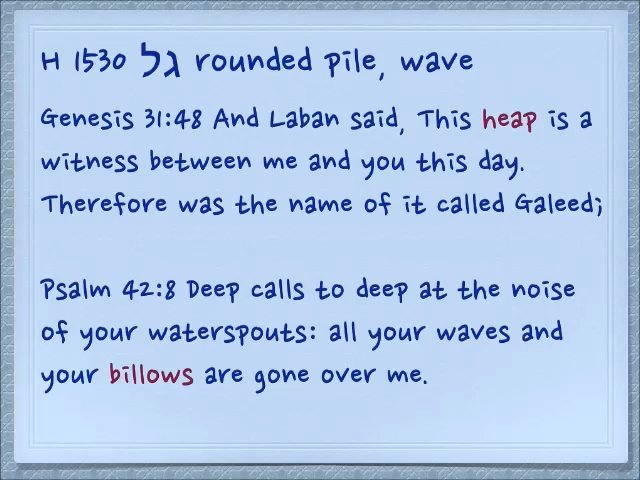 H 1530 גל rounded pile, wave
Genesis 31:48 And Laban said, This heap is a
witness between me and you this day.
Therefore was the name of it called Galeed;
Psalm 42:8 Deep calls to deep at the noise
of your waterspouts: all your waves and
your billows are gone over me.